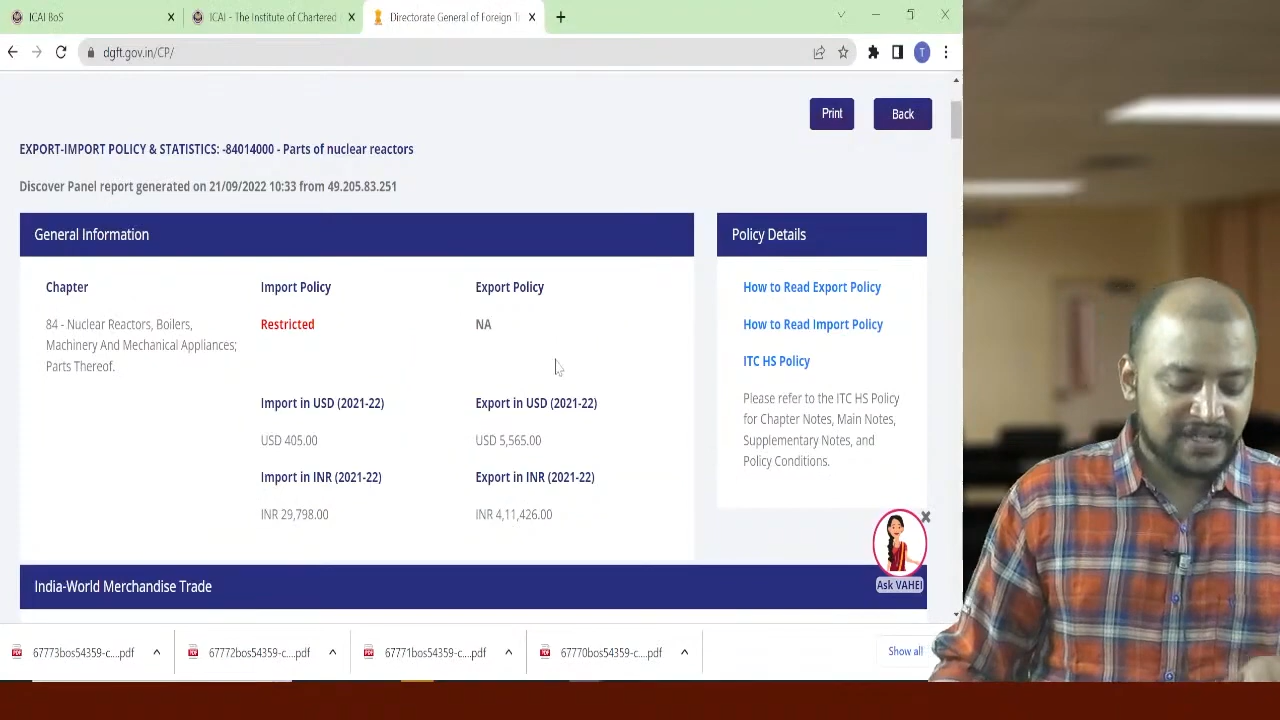 ICAI BoS
ICAI - The Institute of Chartered
Directorate General of Foreign T
dgft.gov.in/CP/
T
Print
Back
EXPORT-IMPORT POLICY & STATISTICS: -84014000 - Parts of nuclear reactors
Discover Panel report generated on 21/09/2022 10:33 from 49.205.83.251
General Information
Chapter
84 - Nuclear Reactors, Boilers,
Machinery And Mechanical Appliances;
Parts Thereof.
Import Policy
Restricted
Export Policy
NA
Import in USD (2021-22)
USD 405.00
Export in USD (2021-22)
USD 5,565.00
Import in INR (2021-22)
INR 29,798.00
Export in INR (2021-22)
INR 4,11,426.00
Policy Details
How to Read Export Policy
How to Read Import Policy
ITC HS Policy
Please refer to the ITC HS Policy
for Chapter Notes, Main Notes,
Supplementary Notes, and
Policy Conditions.
Ask VAHEI
India-World Merchandise Trade
67773bos54359-c....pdf
67772bos54359-c....pdf
67771bos54359-c....pdf
67770bos54359-c....pdf
Show all